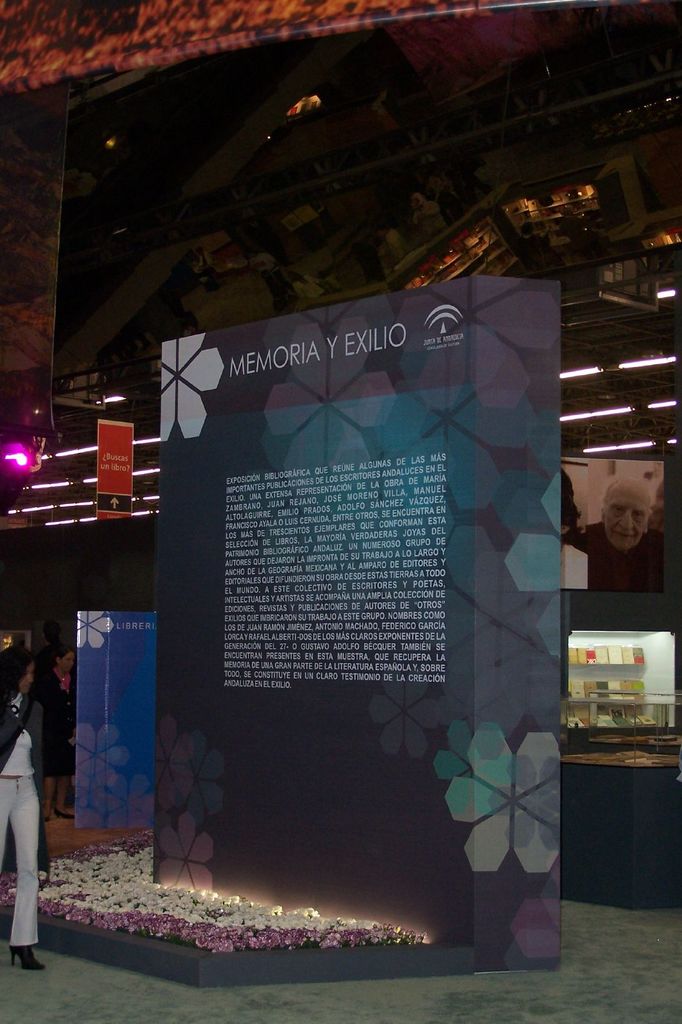 MEMORIA Y EXILIO
JUNTA DE ANDALUCIA
CONSEJERÍA DE CULTURA
¿Buscas
un libro?
EXPOSICIÓN BIBLIOGRÁFICA QUE REÚNE ALGUNAS DE LAS MÁS
IMPORTANTES PUBLICACIONES DE LOS ESCRITORES ANDALUCES EN EL
EXILIO. UNA EXTENSA REPRESENTACIÓN DE LA OBRA DE MARÍA
ZAMBRANO, JUAN REJANO, JOSÉ MORENO VILLA, MANUEL
ALTOLAGUIRRE, EMILIO PRADOS, ADOLFO SÁNCHEZ VÁZQUEZ,
FRANCISCO AYALA O LUIS CERNUDA, ENTRE OTROS, SE ENCUENTRA EN
LOS MÁS DE TRESCIENTOS EJEMPLARES QUE CONFORMAN ESTA
SELECCIÓN DE LIBROS, LA MAYORÍA VERDADERAS JOYAS DEL
PATRIMONIO BIBLIOGRÁFICO ANDALUZ. UN NUMEROSO GRUPO DE
AUTORES QUE DEJARON LA IMPRONTA DE SU TRABAJO A LO LARGO Y
ANCHO DE LA GEOGRAFÍA MEXICANA Y AL AMPARO DE EDITORES Y
EDITORIALES QUE DIFUNDIERON SU OBRA DESDE ESTAS TIERRAS A TODO
EL MUNDO. A ESTE COLECTIVO DE ESCRITORES Y POETAS,
INTELECTUALES Y ARTISTAS SE ACOMPAÑA UNA AMPLIA COLECCIÓN DE
EDICIONES, REVISTAS Y PUBLICACIONES DE AUTORES DE "OTROS"
EXILIOS QUE IMBRICARON SU TRABAJO A ESTE GRUPO. NOMBRES COMO
LOS DE JUAN RAMÓN JIMÉNEZ, ANTONIO MACHADO, FEDERICO GARCÍA
LORCA Y RAFAEL ALBERTI -DOS DE LOS MÁS CLAROS EXPONENTES DE LA
GENERACIÓN DEL 27- O GUSTAVO ADOLFO BÉCQUER TAMBIÉN SE
ENCUENTRAN PRESENTES EN ESTA MUESTRA, QUE RECUPERA LA
MEMORIA DE UNA GRAN PARTE DE LA LITERATURA ESPAÑOLA Y, SOBRE
TODO, SE CONSTITUYE EN UN CLARO TESTIMONIO DE LA CREACIÓN
ANDALUZA EN EL EXILIO.
LIBRERI